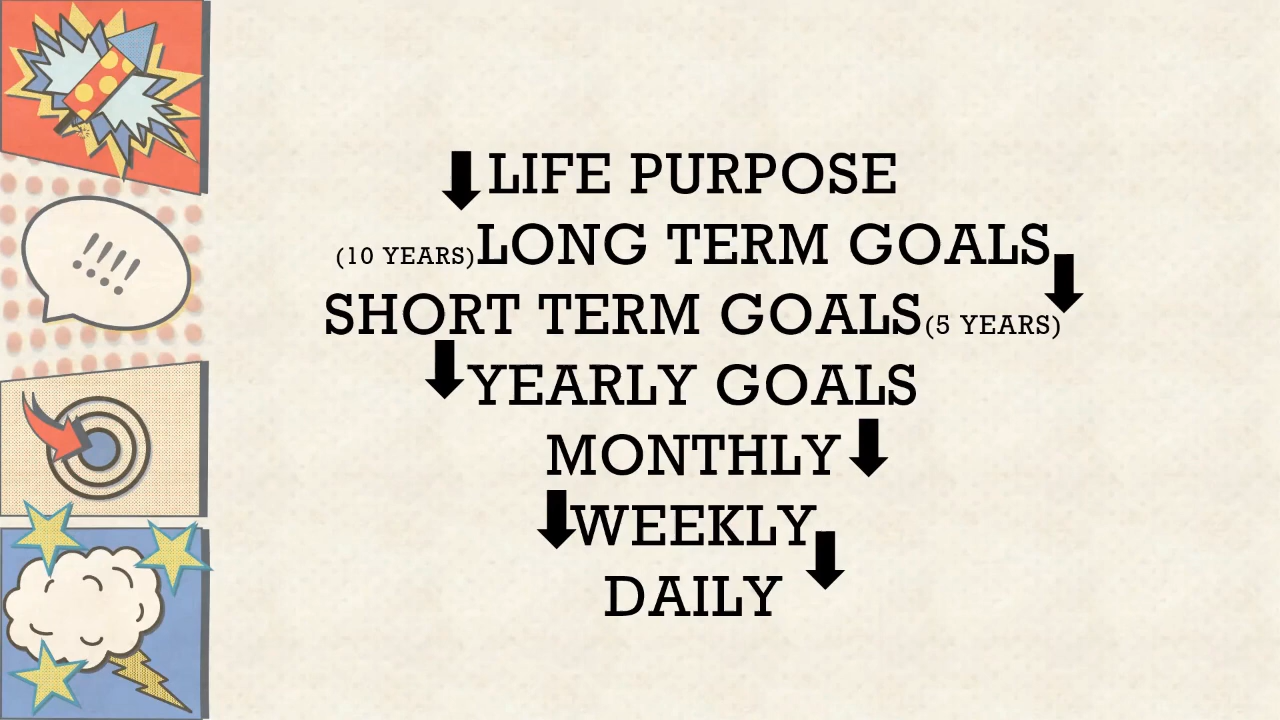 LIFE PURPOSE
(10 YEARS)LONG TERM GOALS
SHORT TERM GOALS(5 YEARS)
YEARLY GOALS
MONTHLY
WEEKLY
DAILY
!!!!